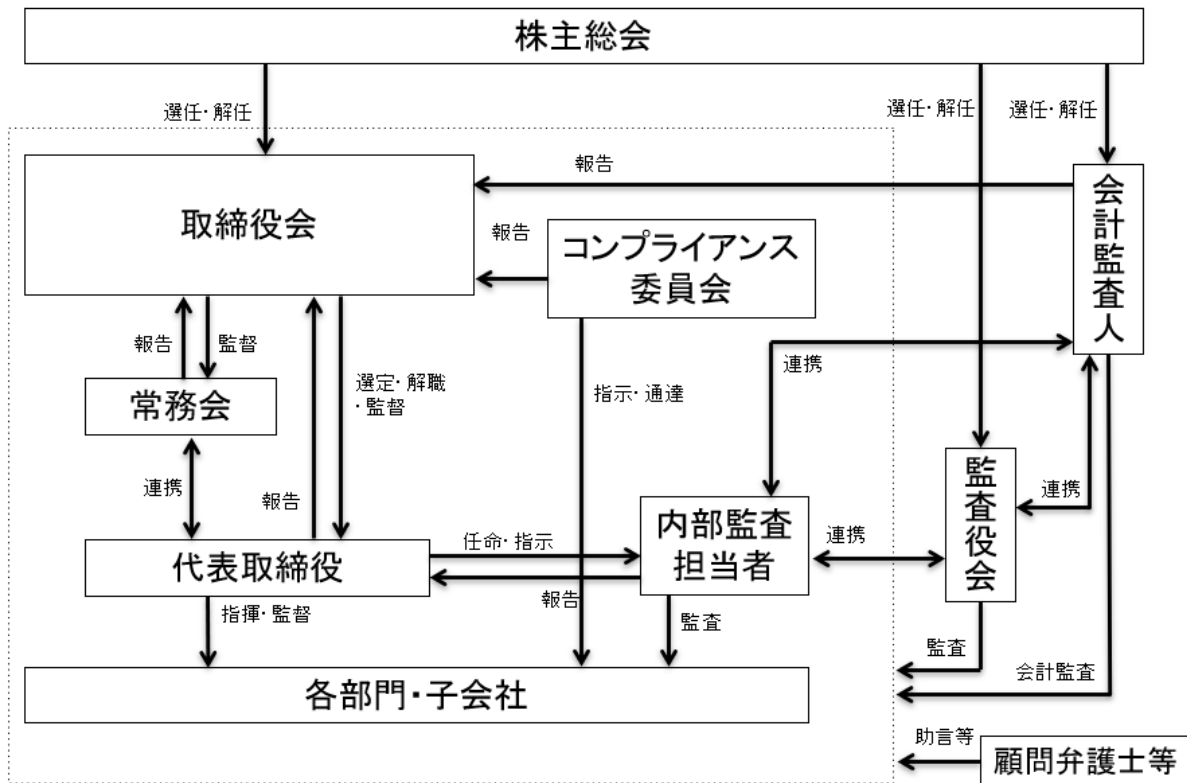 株主総会
選任・解任
選任・解任
選任・解任
取締役会
報告
会計監査人
報告
コンプライアンス
委員会
報告
監督
選定・解職
・監督
指示・通達
連携
常務会
連携
報告
監査役会
連携
代表取締役
任命・指示
内部監査
担当者
連携
報告
指揮・監督
監査
監査
会計監査
各部門・子会社
助言等
顧問弁護士等